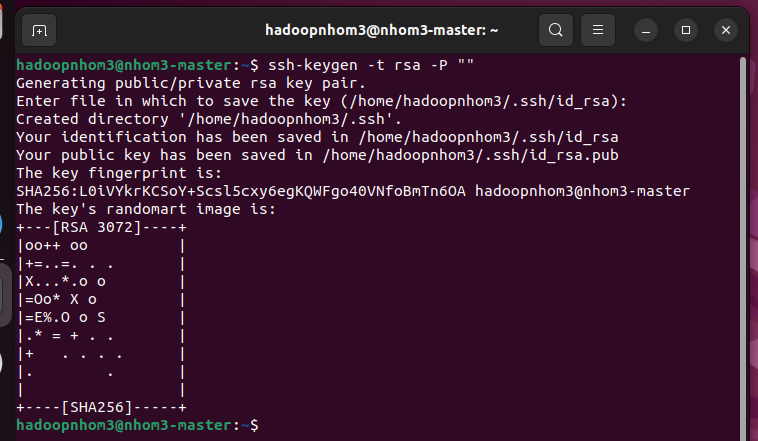 hadoopnhom3@nhom3-master: ~
hadoopnhom3@nhom3-master:~$ ssh-keygen -t rsa -P ""
Generating public/private rsa key pair.
Enter file in which to save the key (/home/hadoopnhom3/.ssh/id_rsa):
Created directory '/home/hadoopnhom3/.ssh'.
Your identification has been saved in /home/hadoopnhom3/.ssh/id_rsa
Your public key has been saved in /home/hadoopnhom3/.ssh/id_rsa.pub
The key fingerprint is:
SHA256:L0iVYkrKCSoY+Scsl5cxy6egKQWFgo40VNfoBmTn6OA hadoopnhom3@nhom3-master
The key's randomart image is:
+---[RSA 3072]----+
|oo++ oo          |
|+=..=. . .       |
|X...*.o o        |
|=Oo* X o         |
|=E%.O o S        |
|.* = + . .       |
|+   . . . .      |
|.        .       |
|                 |
+----[SHA256]-----+
hadoopnhom3@nhom3-master:~$